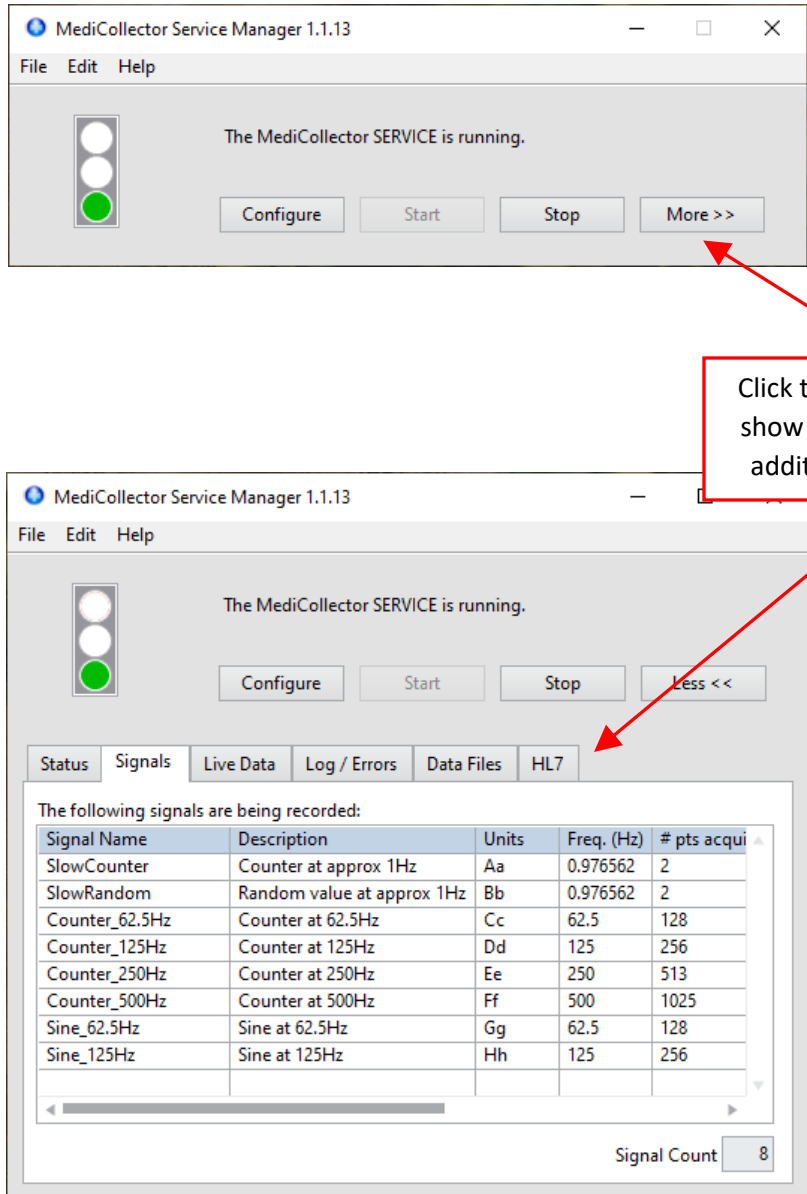 MediCollector Service Manager 1.1.13
File Edit Help
The MediCollector SERVICE is running.
Configure Start Stop More >>
Click
show
MediCollector Service Manager 1.1.13
File Edit Help
The MediCollector SERVICE is running.
Configure Start Stop Less <<
Status Signals Live Data Log / Errors Data Files HL7
The following signals are being recorded:
Signal Name Description Units Freq. (Hz) # pts
SlowCounter Counter at approx 1Hz Aa 0.976562 2
SlowRandom Random value at approx 1Hz Bb 0.976562 2
Counter_62.5Hz Counter at 62.5Hz Cc 62.5 128
Counter_125Hz Counter at 125Hz Dd 125 256
Counter_250Hz Counter at 250Hz Ee 250 513
Counter_500Hz Counter at 500Hz Ff 500 1025
Sine_62.5Hz Sine at 62.5Hz Gg 62.5 128
Sine_125Hz Sine at 125Hz Hh 125 256
Signal Count 8